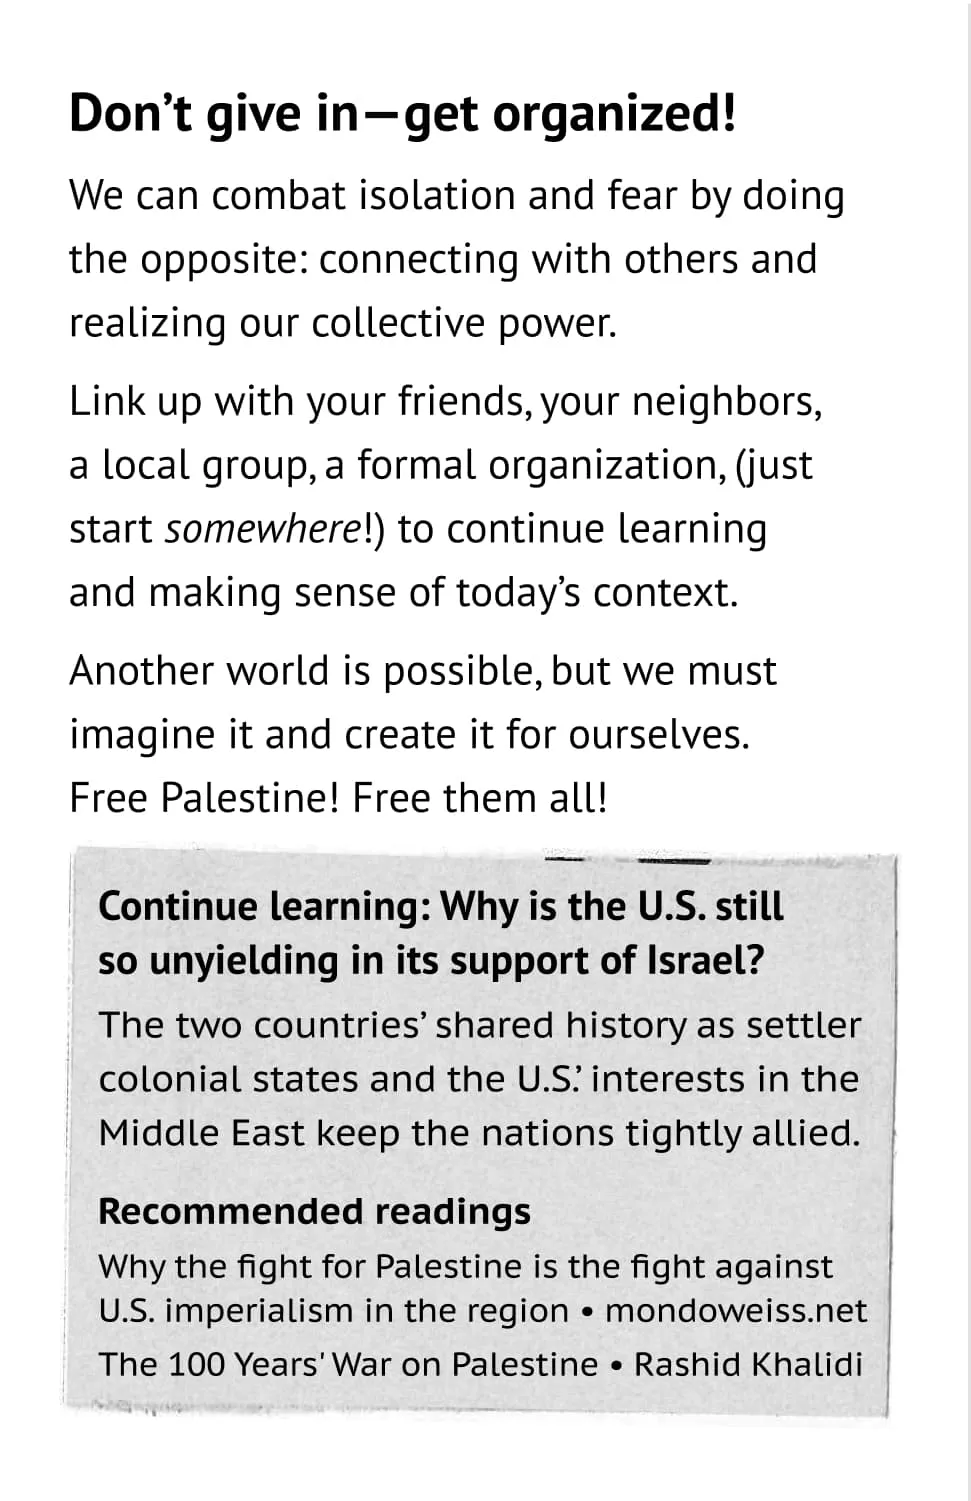 Don’t give in—get organized!
We can combat isolation and fear by doing
the opposite: connecting with others and
realizing our collective power.
Link up with your friends, your neighbors,
a local group, a formal organization, (just
start somewhere!) to continue learning
and making sense of today’s context.
Another world is possible, but we must
imagine it and create it for ourselves.
Free Palestine! Free them all!
Continue learning: Why is the U.S. still
so unyielding in its support of Israel?
The two countries’ shared history as settler
colonial states and the U.S.’ interests in the
Middle East keep the nations tightly allied.
Recommended readings
Why the fight for Palestine is the fight against
U.S. imperialism in the region • mondoweiss.net
The 100 Years' War on Palestine • Rashid Khalidi